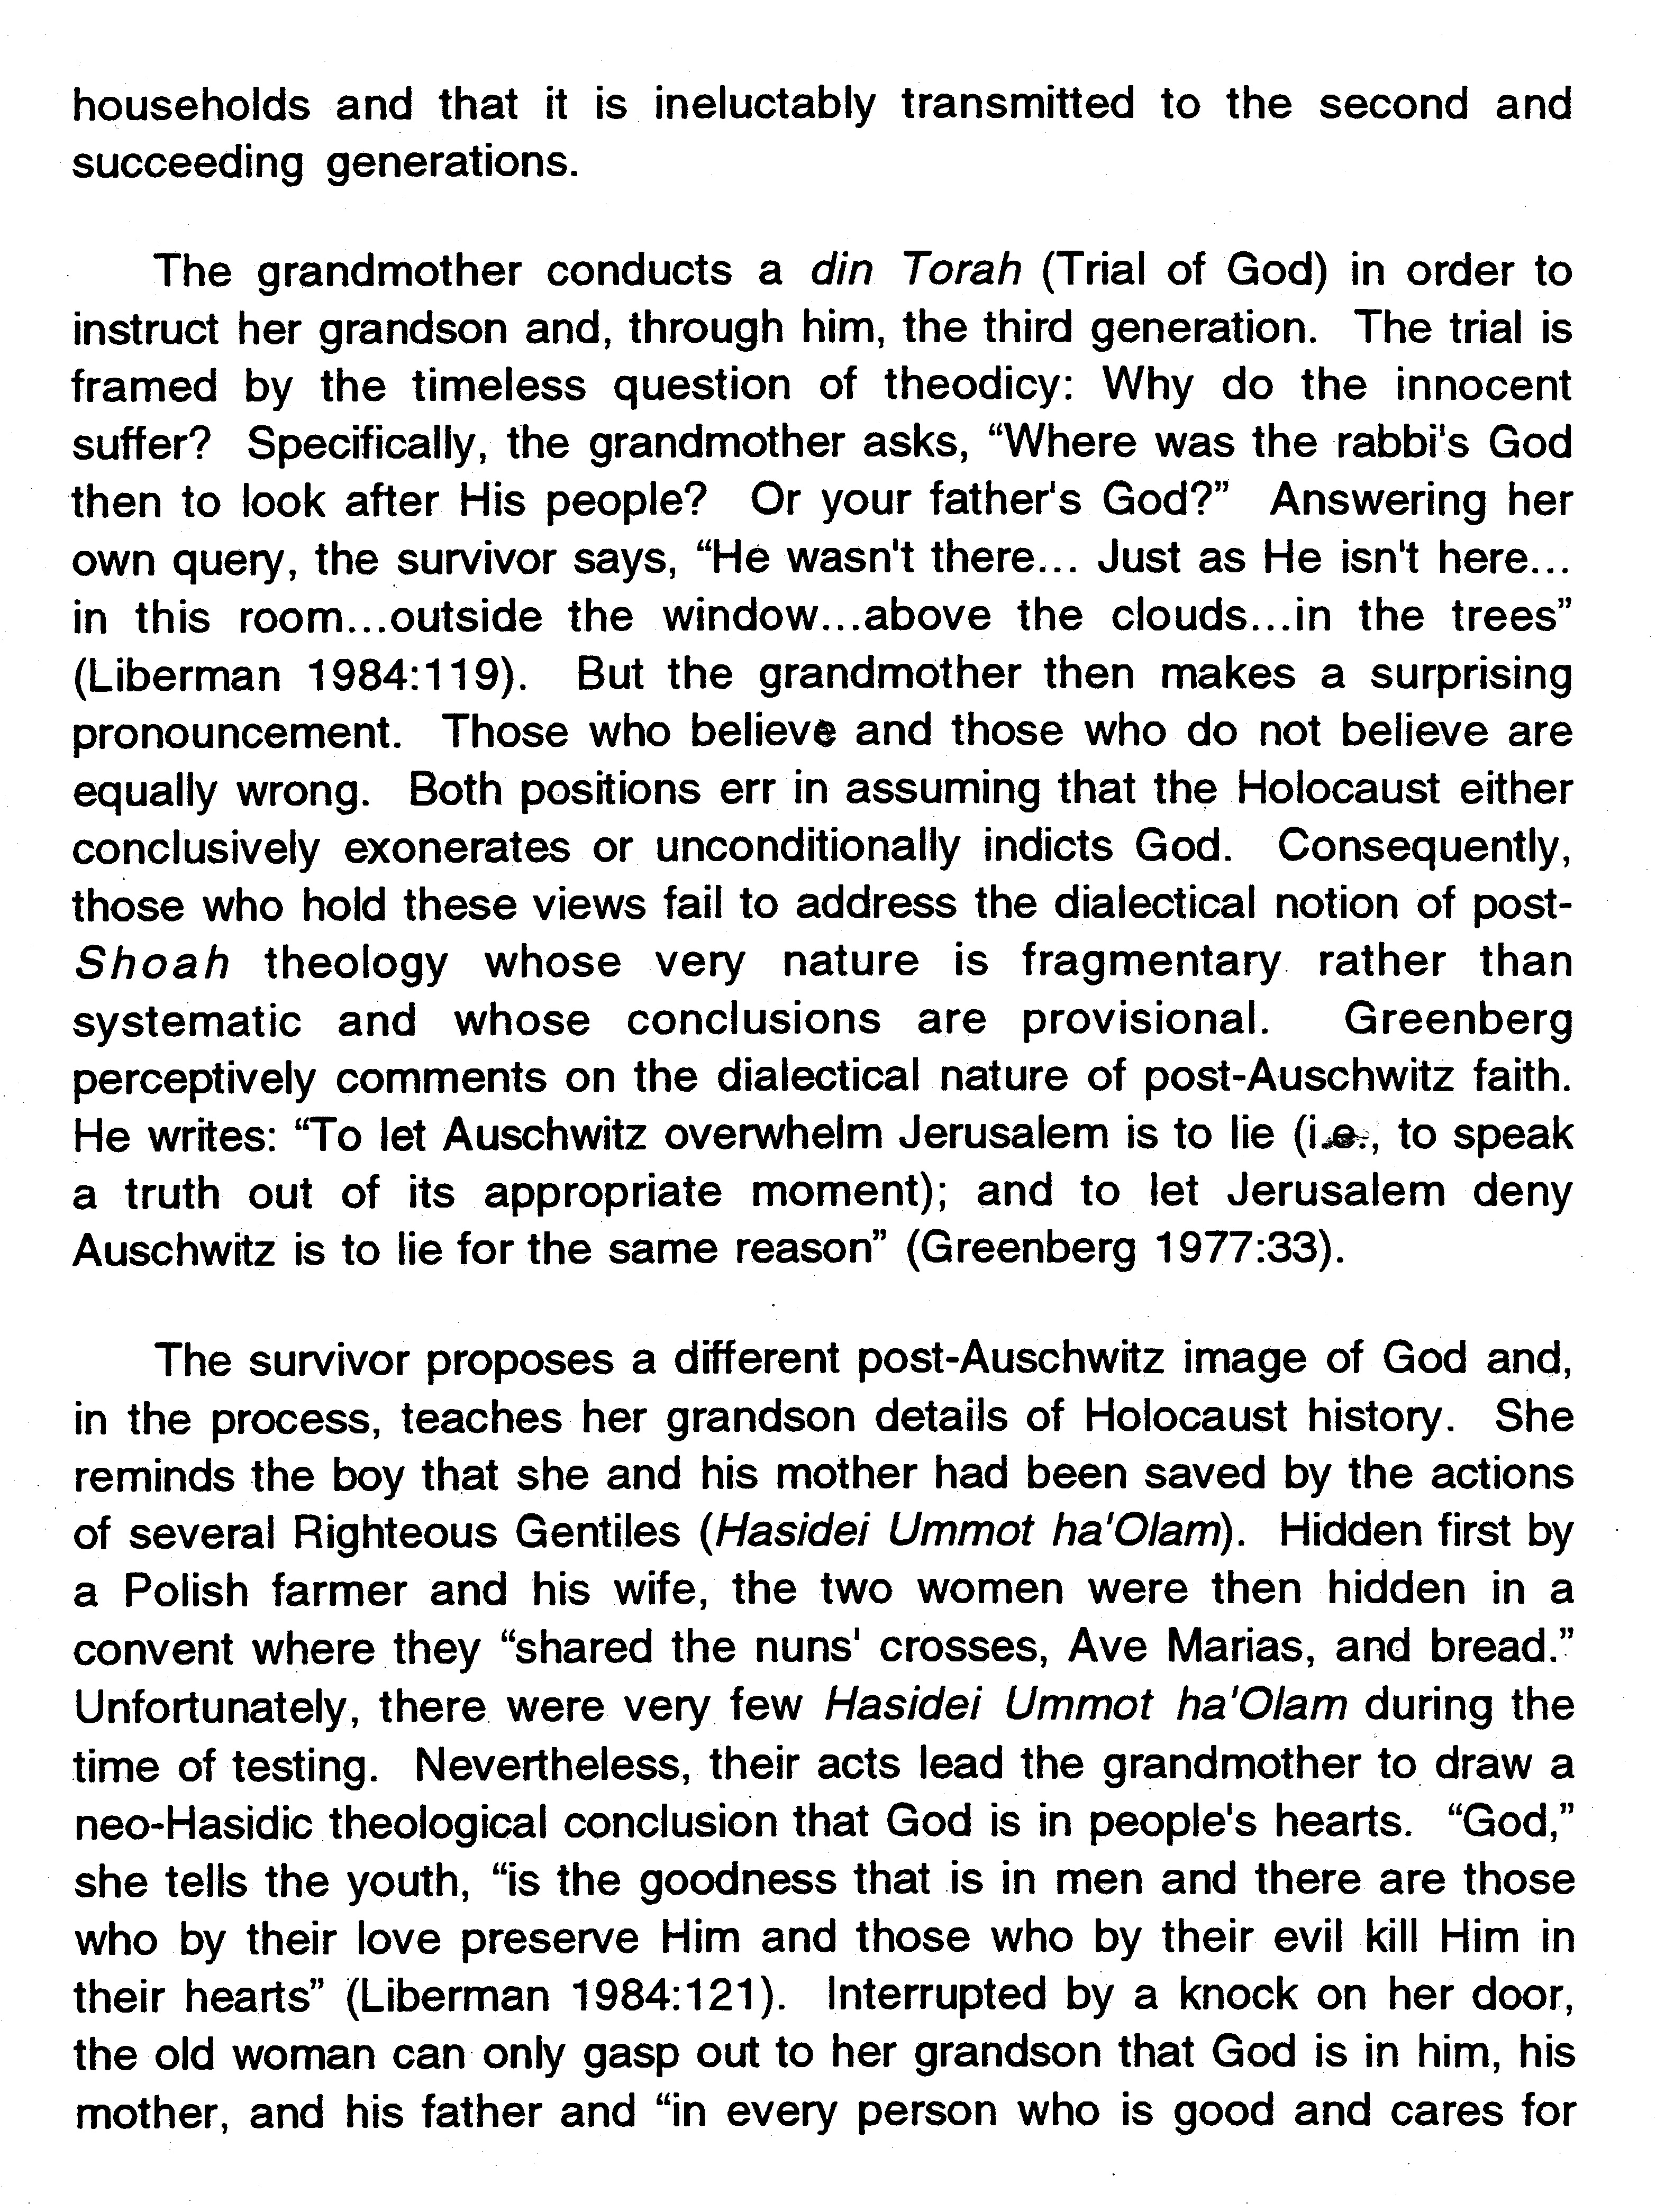 households and that it is ineluctably transmitted to the second and
succeeding generations.
The grandmother conducts a din Torah (Trial of God) in order to
instruct her grandson and, through him, the third generation. The trial is
framed by the timeless question of theodicy: Why do the innocent
suffer? Specifically, the grandmother asks, “Where was the rabbi's God
then to look after His people? Or your father's God?” Answering her
own query, the survivor says, “He wasn't there... Just as He isn't here...
in this room...outside the window...above the clouds...in the trees”
(Liberman 1984:119). But the grandmother then makes a surprising
pronouncement. Those who believe and those who do not believe are
equally wrong. Both positions err in assuming that the Holocaust either
conclusively exonerates or unconditionally indicts God. Consequently,
those who hold these views fail to address the dialectical notion of post-
Shoah theology whose very nature is fragmentary rather than
systematic and whose conclusions are provisional. Greenberg
perceptively comments on the dialectical nature of post-Auschwitz faith.
He writes: “To let Auschwitz overwhelm Jerusalem is to lie (i.e., to speak
a truth out of its appropriate moment); and to let Jerusalem deny
Auschwitz is to lie for the same reason” (Greenberg 1977:33).
The survivor proposes a different post-Auschwitz image of God and,
in the process, teaches her grandson details of Holocaust history. She
reminds the boy that she and his mother had been saved by the actions
of several Righteous Gentiles (Hasidei Ummot ha'Olam). Hidden first by
a Polish farmer and his wife, the two women were then hidden in a
convent where they “shared the nuns' crosses, Ave Marias, and bread.”
Unfortunately, there were very few Hasidei Ummot ha'Olam during the
time of testing. Nevertheless, their acts lead the grandmother to draw a
neo-Hasidic theological conclusion that God is in people's hearts. “God,”
she tells the youth, “is the goodness that is in men and there are those
who by their love preserve Him and those who by their evil kill Him in
their hearts” (Liberman 1984:121). Interrupted by a knock on her door,
the old woman can only gasp out to her grandson that God is in him, his
mother, and his father and “in every person who is good and cares for